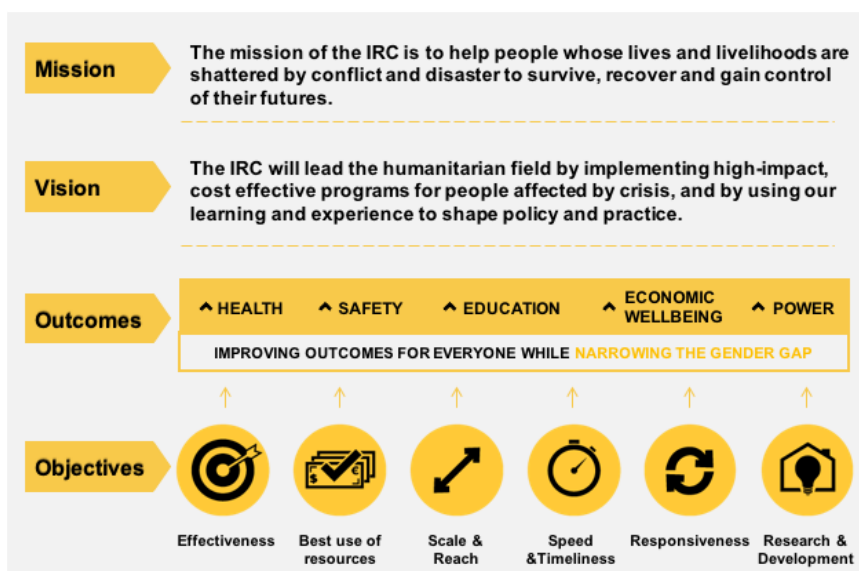 Mission
The mission of the IRC is to help people whose lives and livelihoods are
shattered by conflict and disaster to survive, recover and gain control
of their futures.
Vision
The IRC will lead the humanitarian field by implementing high-impact,
cost effective programs for people affected by crisis, and by using our
learning and experience to shape policy and practice.
Outcomes
HEALTH
SAFETY
EDUCATION
ECONOMIC
WELLBEING
POWER
IMPROVING OUTCOMES FOR EVERYONE WHILE NARROWING THE GENDER GAP
Objectives
$ €
Effectiveness
Best use of
resources
Scale &
Reach
Speed
&Timeliness
Responsiveness
Research &
Development